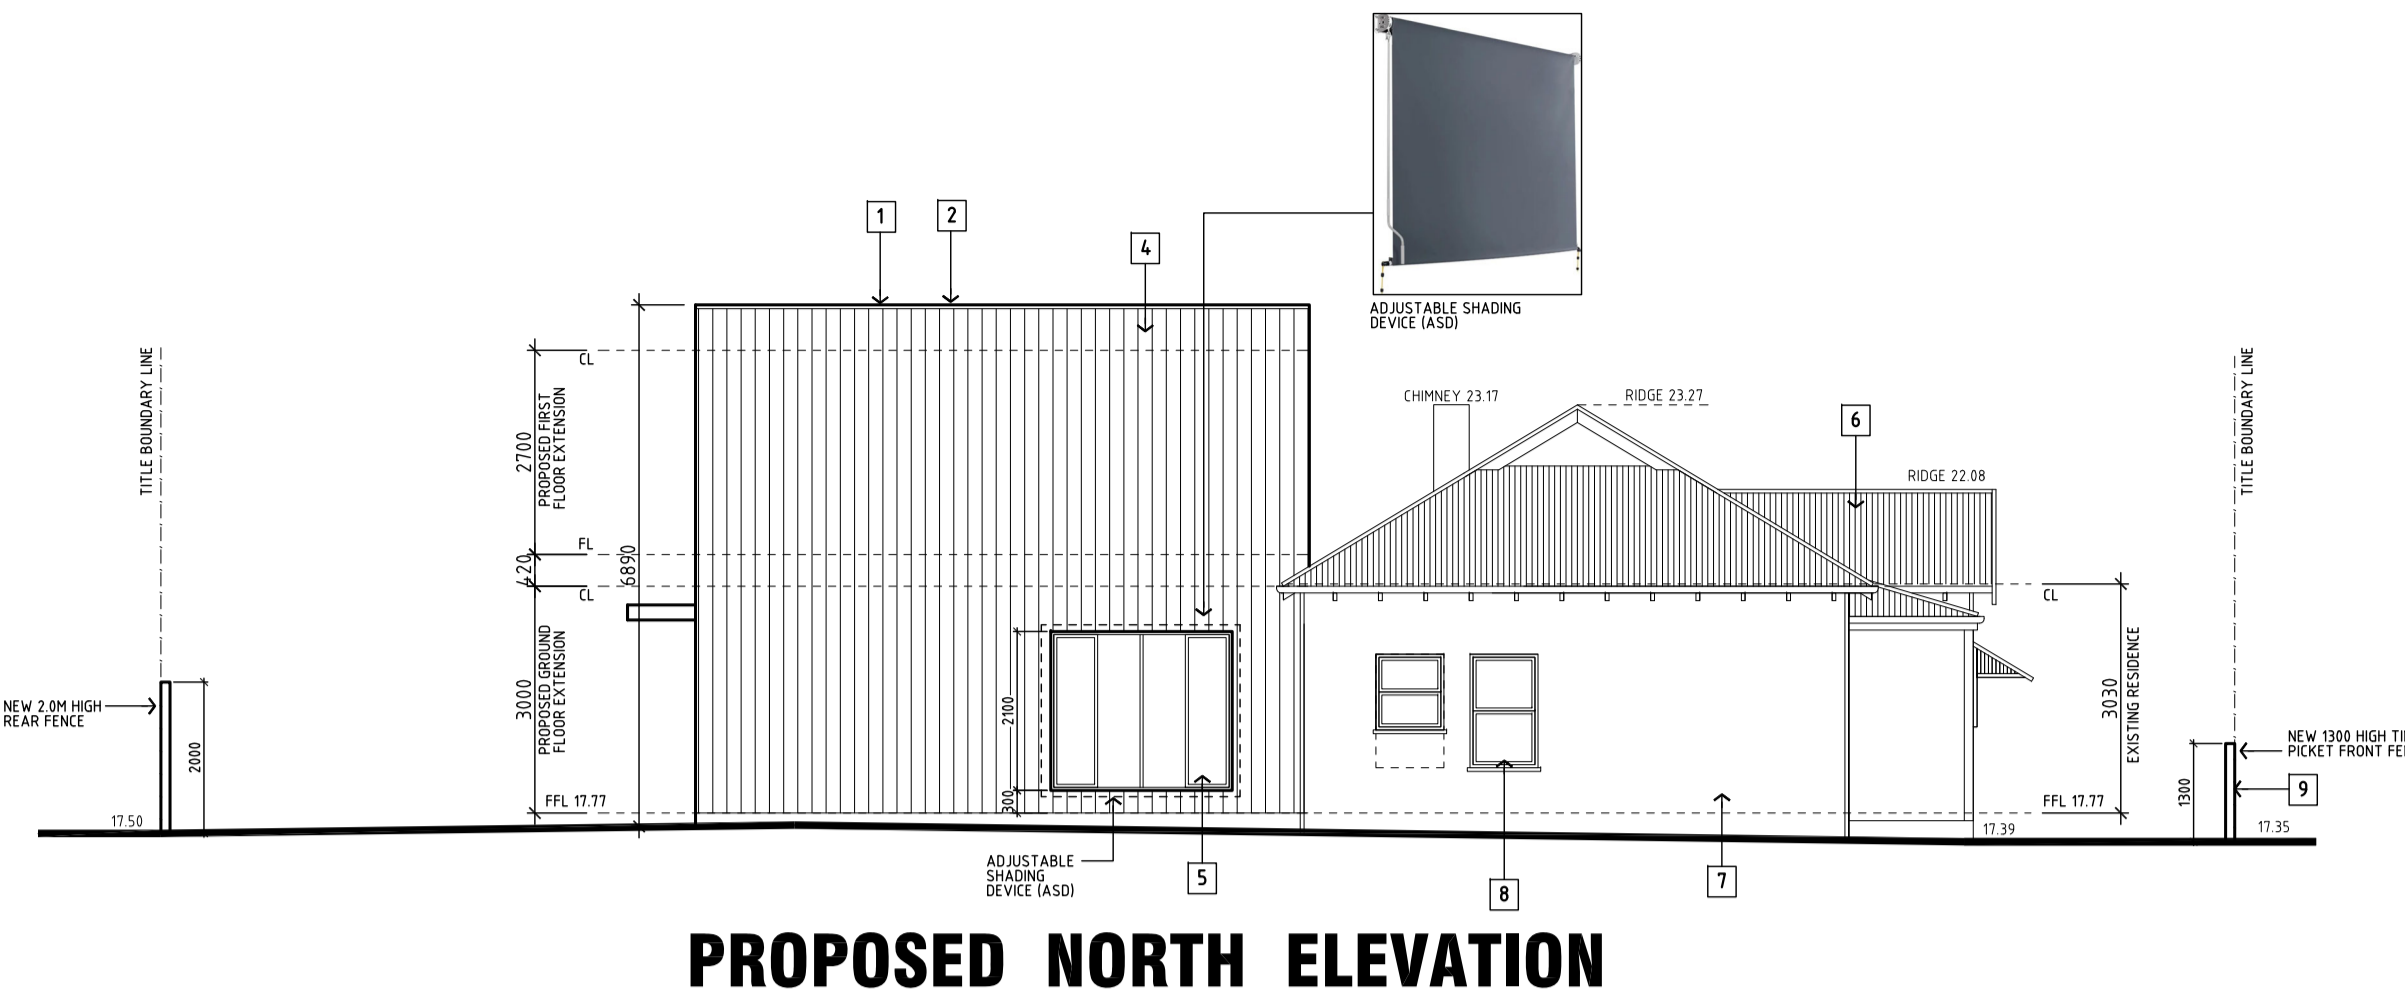 1
2
4
ADJUSTABLE SHADING
DEVICE (ASD)
TITLE BOUNDARY LINE
CL
2700
PROPOSED FIRST
FLOOR EXTENSION
FL
420
CL
6890
3000
PROPOSED GROUND
FLOOR EXTENSION
FFL 17.77
NEW 2.0M HIGH
REAR FENCE
2000
17.50
2100
300
ADJUSTABLE
SHADING
DEVICE (ASD)
5
CHIMNEY 23.17
RIDGE 23.27
6
RIDGE 22.08
8
7
CL
3030
EXISTING RESIDENCE
FFL 17.77
17.39
TITLE BOUNDARY LINE
NEW 1300 HIGH TI
PICKET FRONT FE
1300
9
17.35
PROPOSED NORTH ELEVATION